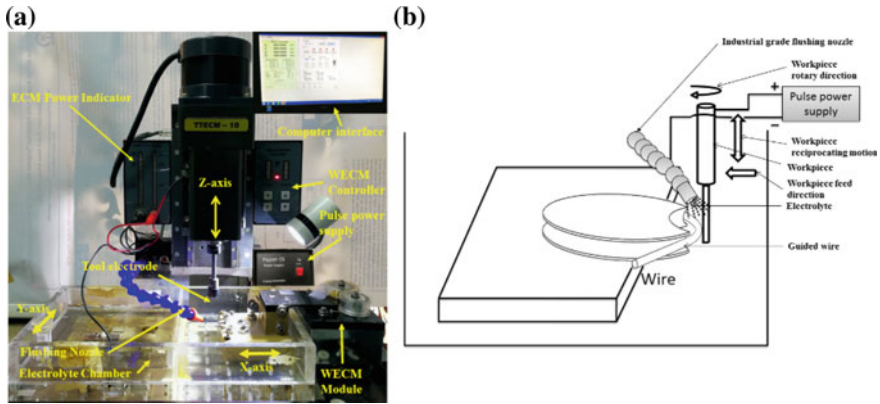 (a)
ECM Power Indicator
TTECM - 10
Computer interface
Z-axis
WECM
Controller
Pulse power
supply
Tool electrode
Y-axis
Flushing Nozzle
Electrolyte Chamber
X-axis
WECM
Module
(b)
Industrial grade flushing nozzle
Workpiece
rotary direction
+
Pulse power
supply
−
Workpiece
reciprocating motion
Workpiece
Workpiece feed
direction
Electrolyte
Guided wire
Wire